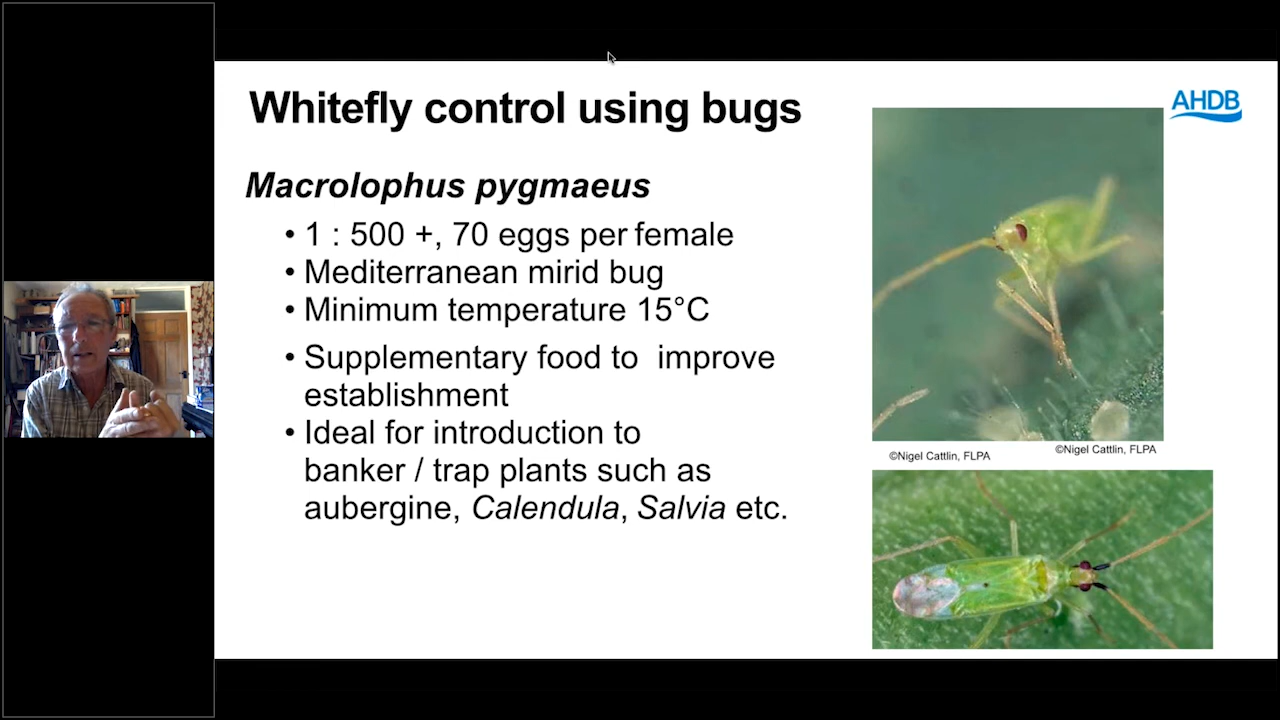 Whitefly control using bugs
AHDB
Macrolophus pygmaeus
• 1 : 500 +, 70 eggs per female
• Mediterranean mirid bug
• Minimum temperature 15°C
• Supplementary food to  improve
establishment
• Ideal for introduction to
banker / trap plants such as
aubergine, Calendula, Salvia etc.
©Nigel Cattlin, FLPA
©Nigel Cattlin, FLPA